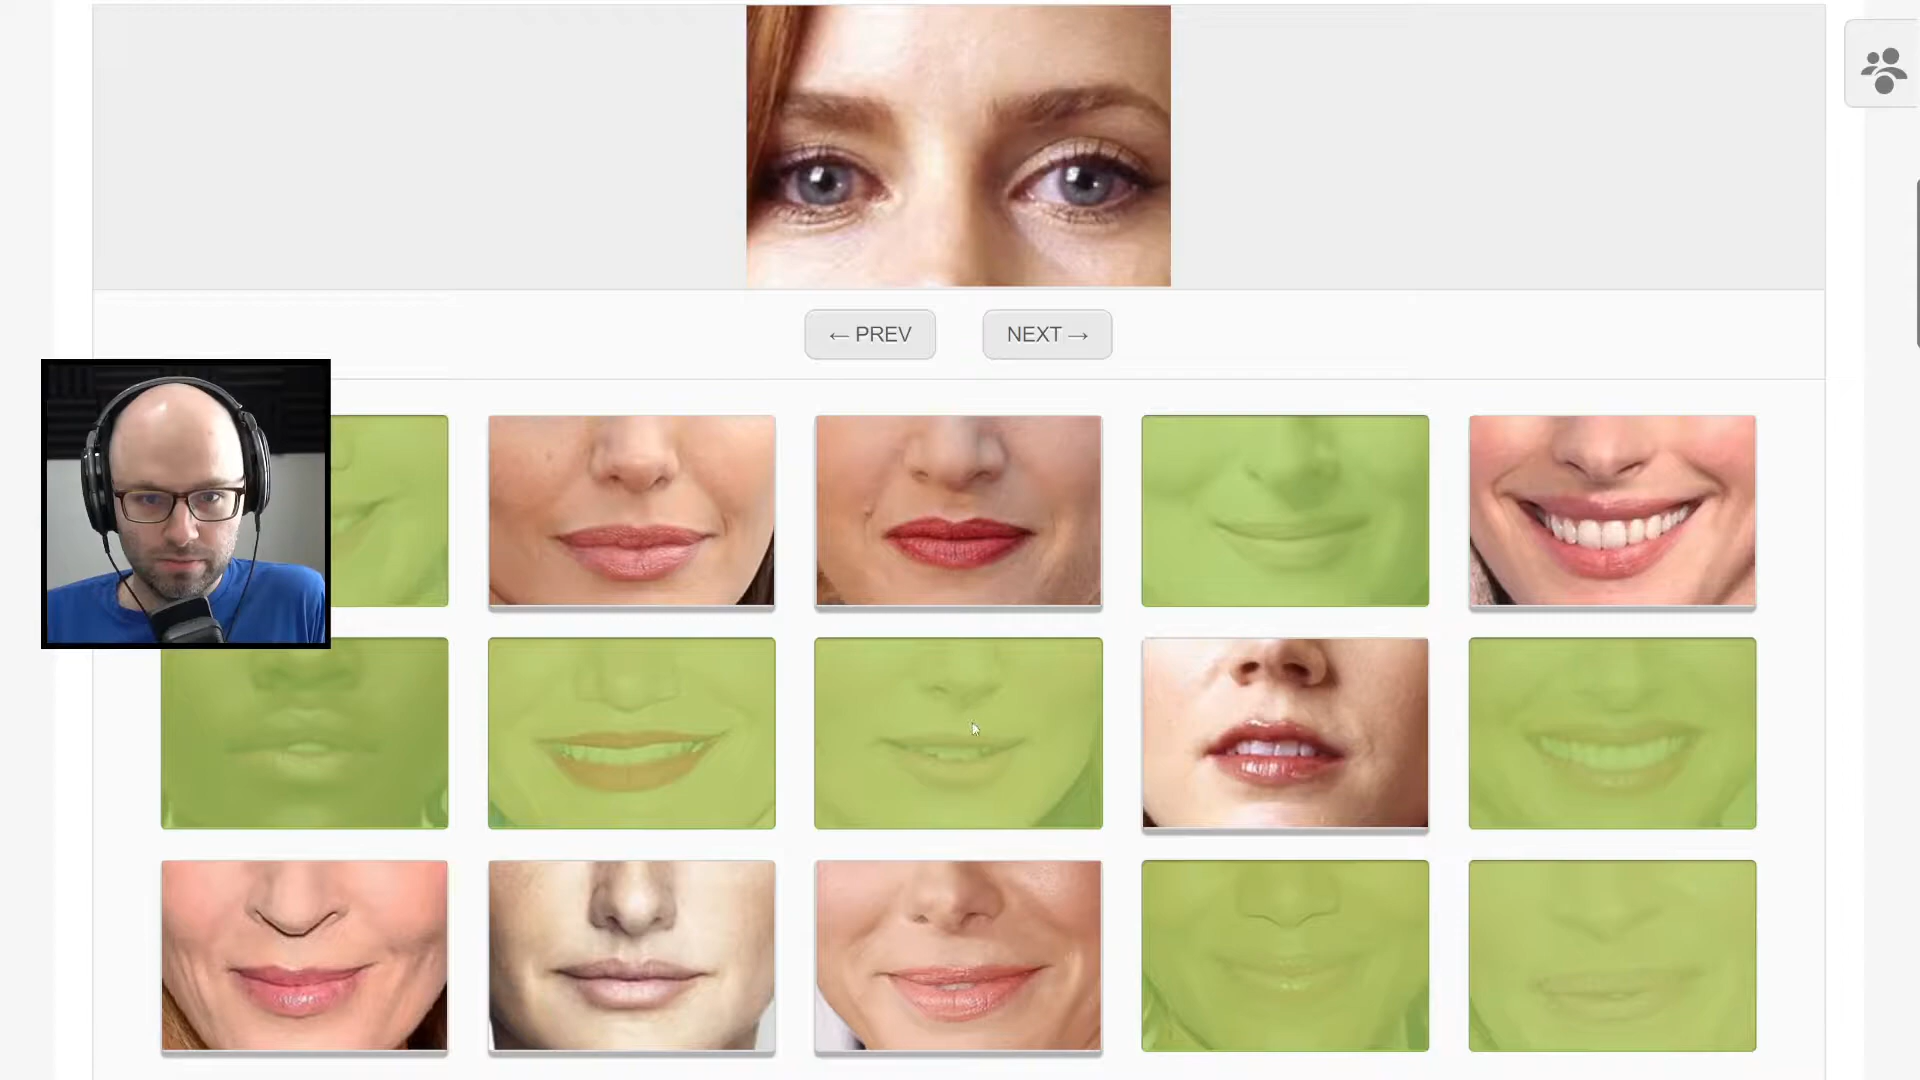 ← PREV
NEXT →